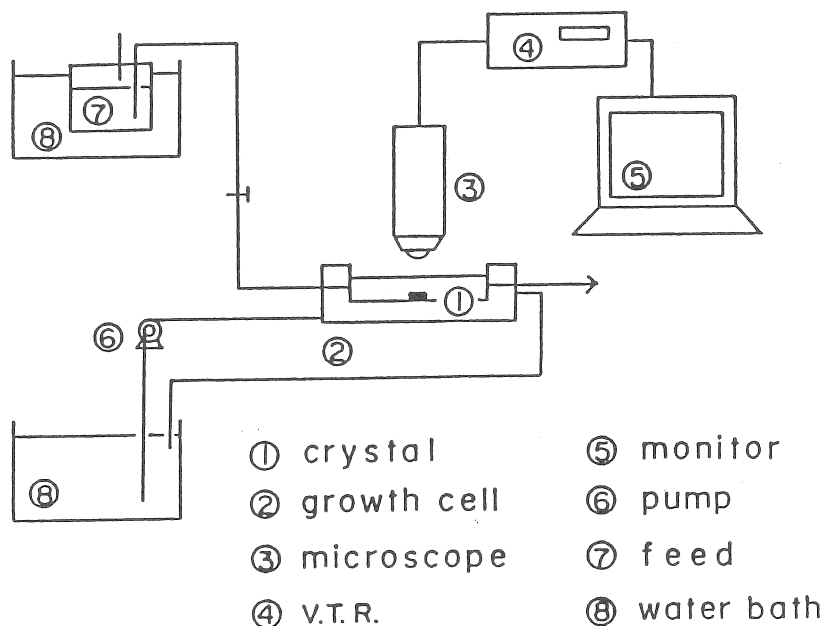 ④
⑦
⑧
③
⑤
①
⑥
②
⑧
① crystal
② growth cell
③ microscope
④ V.T.R.
⑤ monitor
⑥ pump
⑦ feed
⑧ water bath